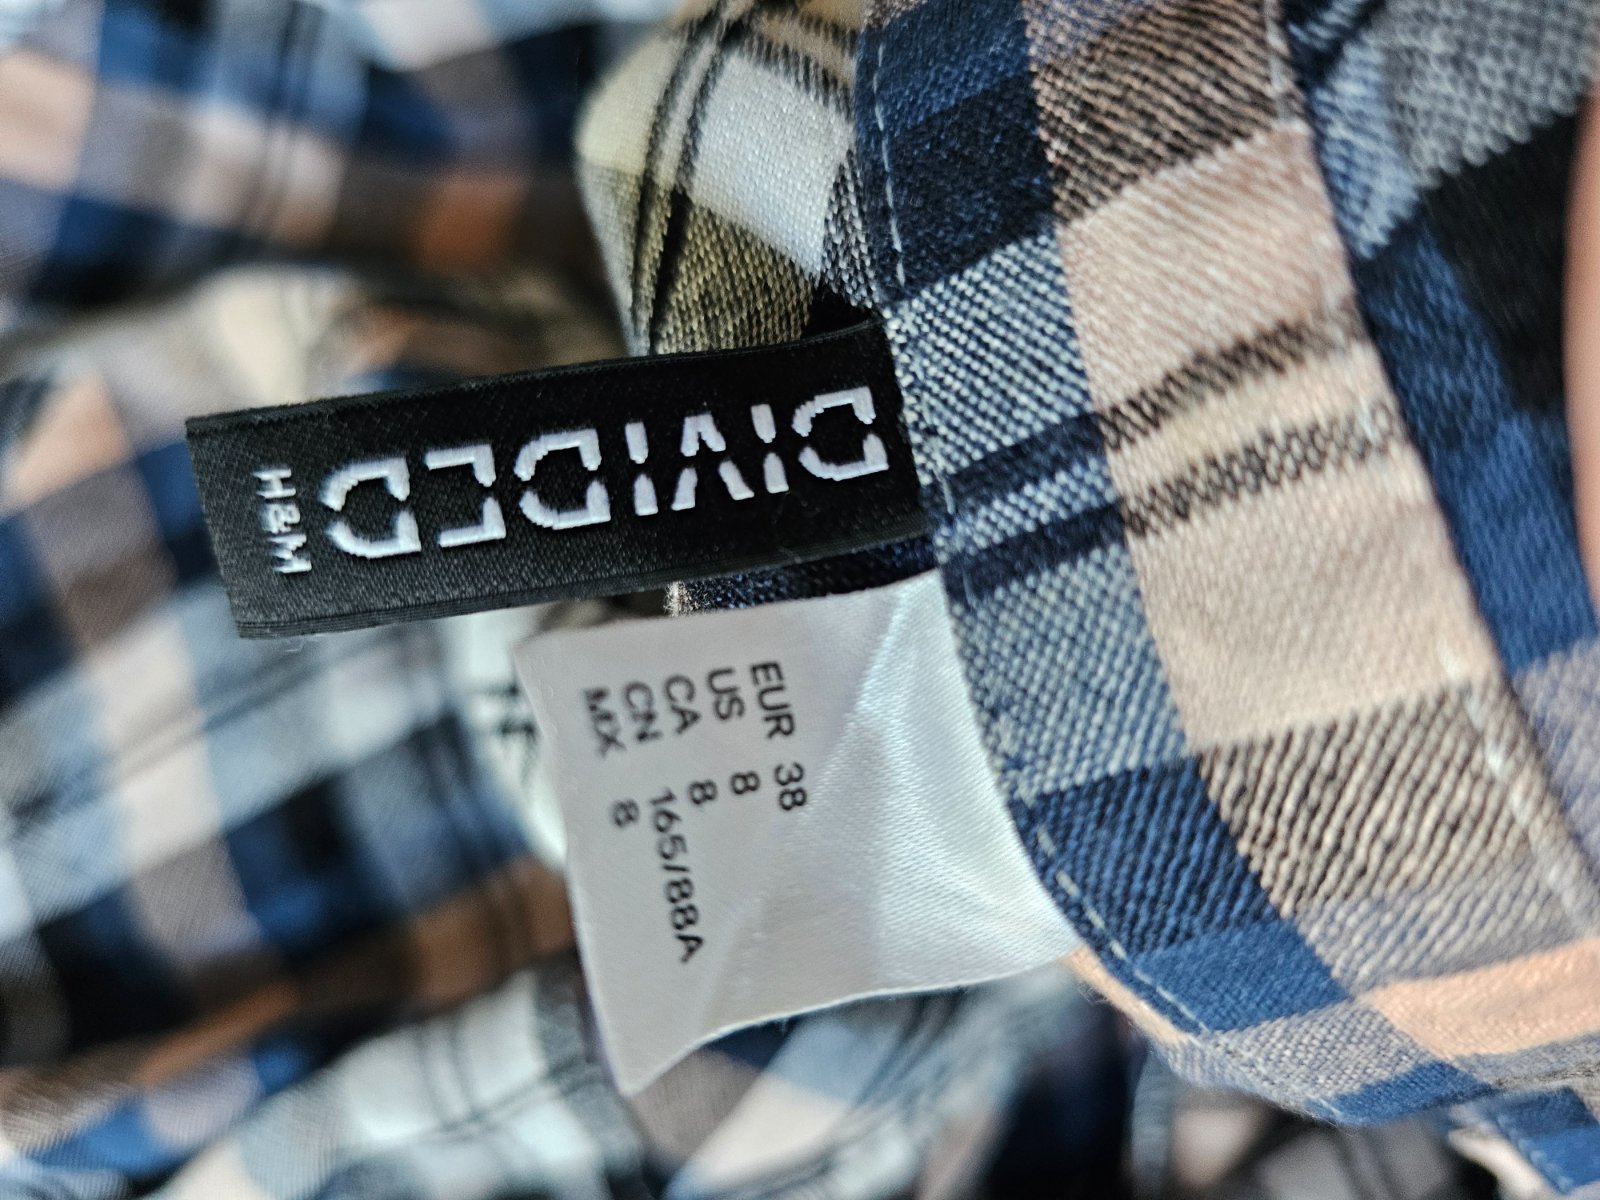 DIVIDED
H&M
EUR 38
US 8
CA 8
CN 165/88A
MX 8